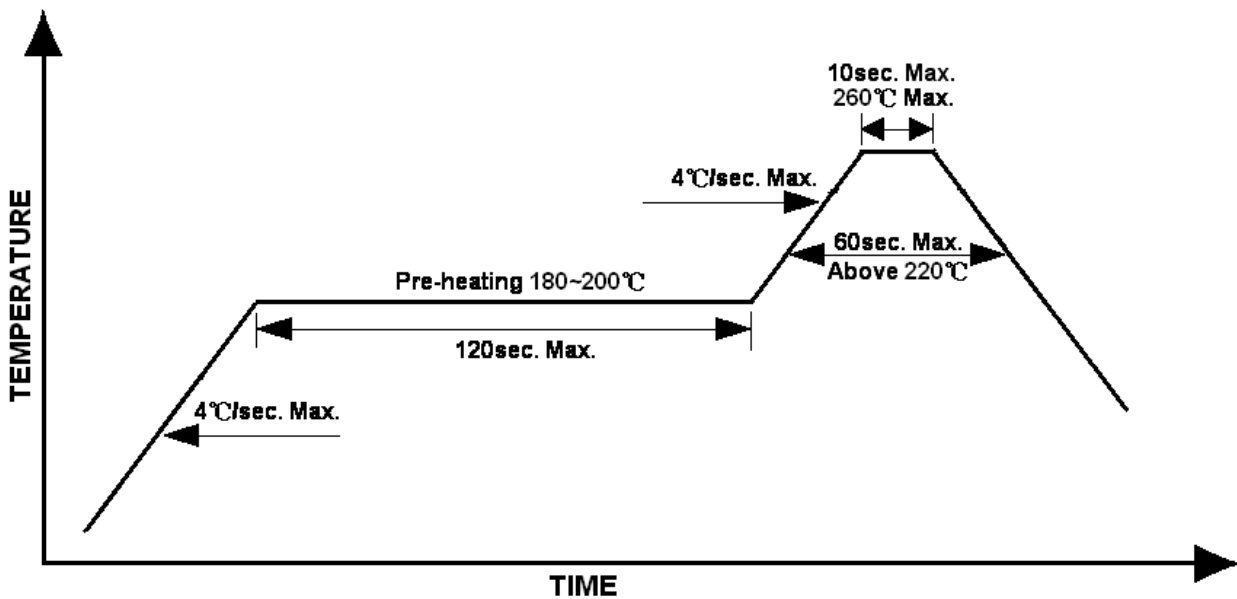 10sec. Max.
260℃ Max.
4℃/sec. Max.
60sec. Max.
Above 220℃
Pre-heating 180~200℃
120sec. Max.
4℃/sec. Max.
TEMPERATURE
TIME